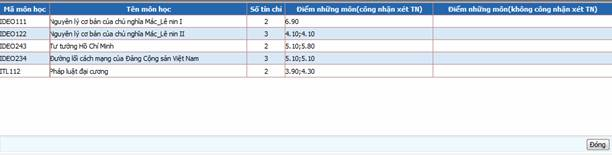 Mã môn học Tên môn học Số tín chỉ Điểm những môn(công nhận xét TN) Điểm những môn(không công nhận xét TN)
IDEO111 Nguyên lý cơ bản của chủ nghĩa Mác_Lê nin I 2 6.90
IDEO122 Nguyên lý cơ bản của chủ nghĩa Mác_Lê nin II 3 4.10;4.10
IDEO243 Tư tưởng Hồ Chí Minh 2 5.10;5.80
IDEO234 Đường lối cách mạng của Đảng Cộng sản Việt Nam 3 5.10;5.10
ITL112 Pháp luật đại cương 2 3.90;4.30
Đóng